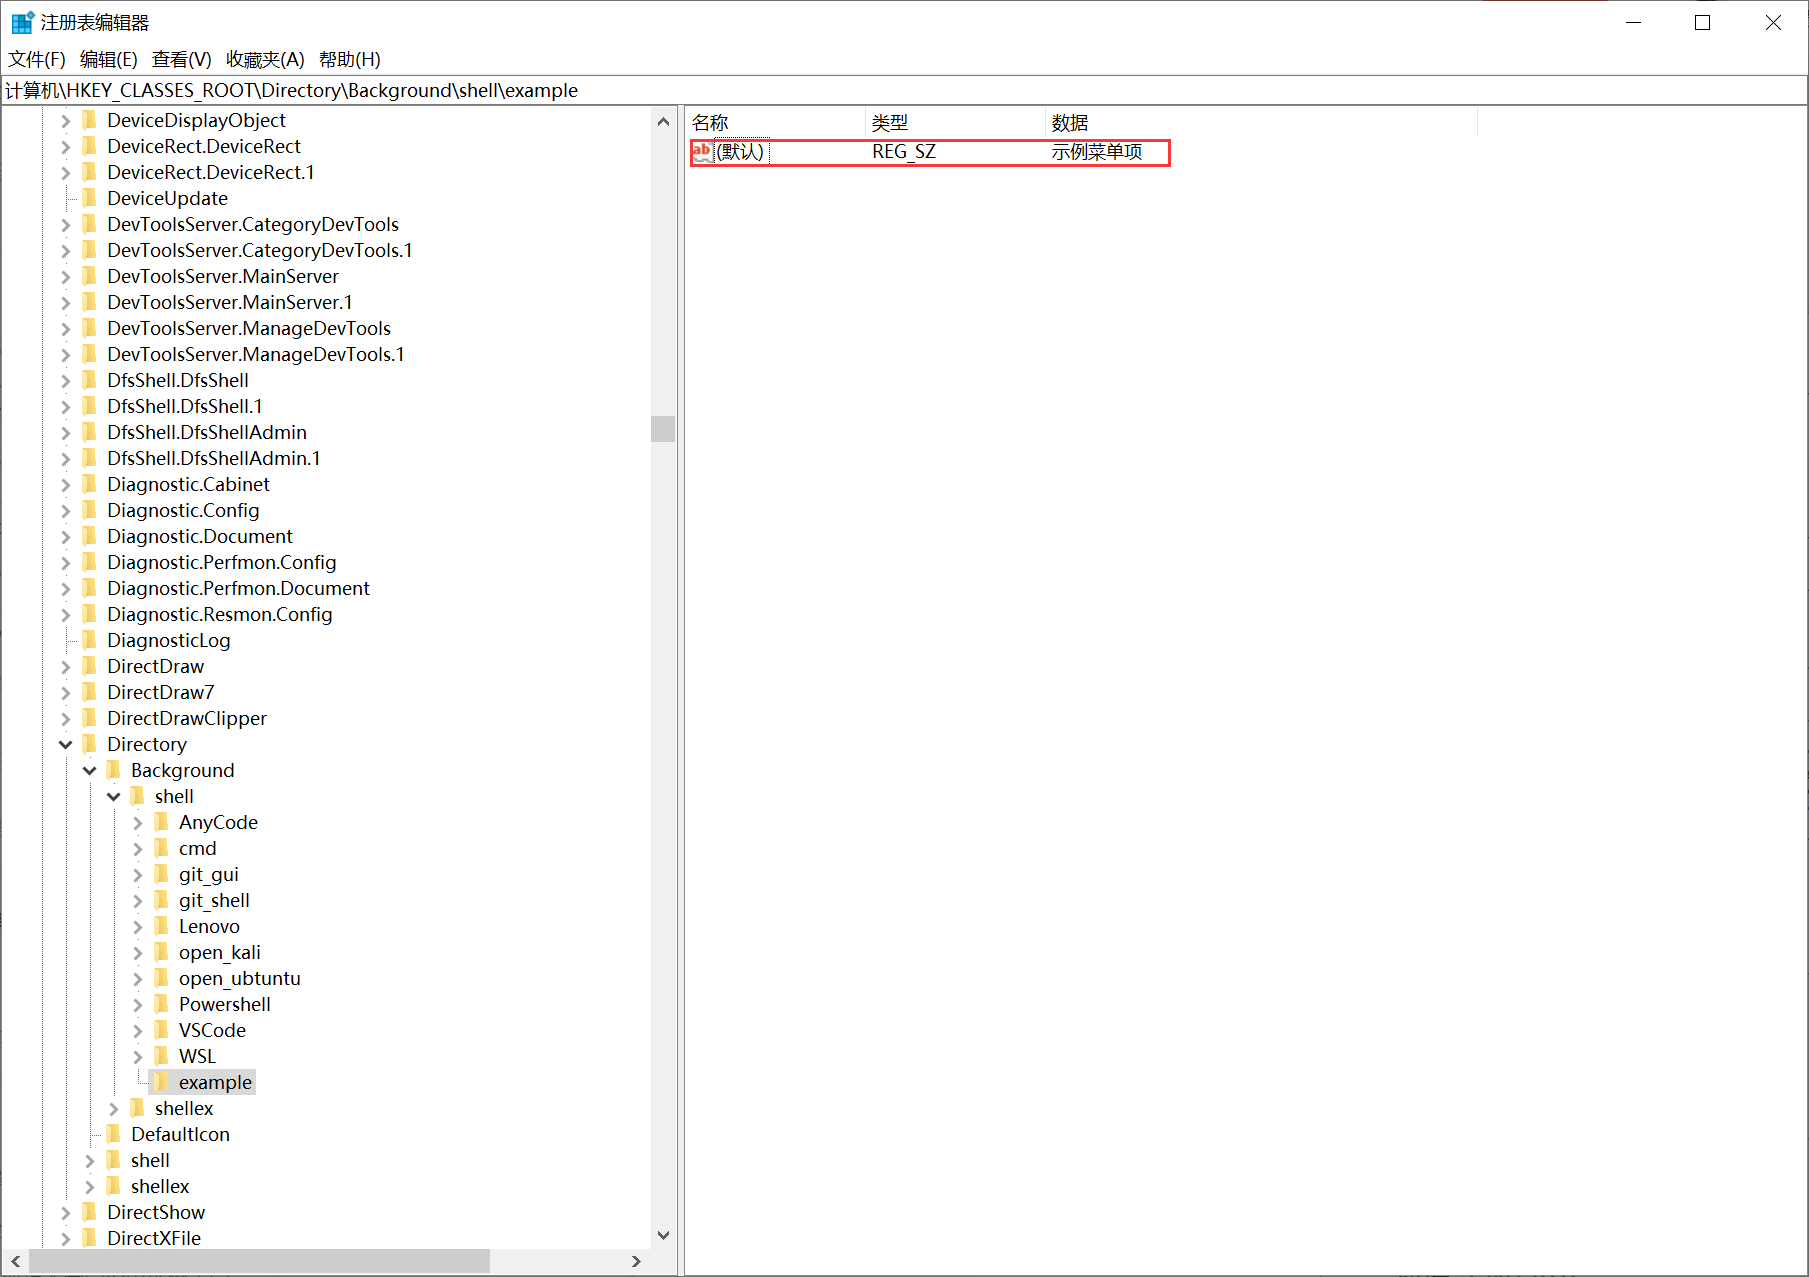 注册表编辑器
文件(F) 编辑(E) 查看(V) 收藏夹(A) 帮助(H)
计算机\HKEY_CLASSES_ROOT\Directory\Background\shell\example
DeviceDisplayObject
DeviceRect.DeviceRect
DeviceRect.DeviceRect.1
DeviceUpdate
DevToolsServer.CategoryDevTools
DevToolsServer.CategoryDevTools.1
DevToolsServer.MainServer
DevToolsServer.MainServer.1
DevToolsServer.ManageDevTools
DevToolsServer.ManageDevTools.1
DfsShell.DfsShell
DfsShell.DfsShell.1
DfsShell.DfsShellAdmin
DfsShell.DfsShellAdmin.1
Diagnostic.Cabinet
Diagnostic.Config
Diagnostic.Document
Diagnostic.Perfmon.Config
Diagnostic.Perfmon.Document
Diagnostic.Resmon.Config
DiagnosticLog
DirectDraw
DirectDraw7
DirectDrawClipper
Directory
Background
shell
AnyCode
cmd
git_gui
git_shell
Lenovo
open_kali
open_ubtuntu
Powershell
VSCode
WSL
example
shellex
DefaultIcon
shell
shellex
DirectShow
DirectXFile
名称 类型 数据
ab (默认) REG_SZ 示例菜单项